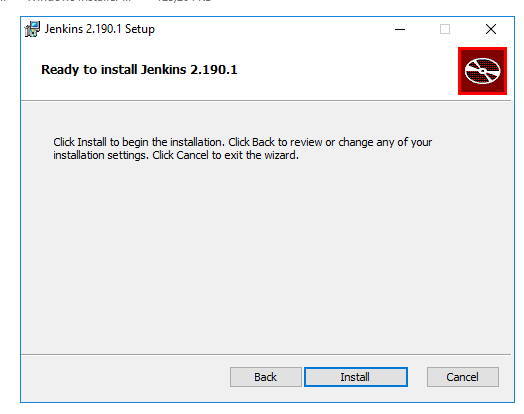 Jenkins 2.190.1 Setup
Ready to install Jenkins 2.190.1
Click Install to begin the installation. Click Back to review or change any of your
installation settings. Click Cancel to exit the wizard.
Back Install Cancel